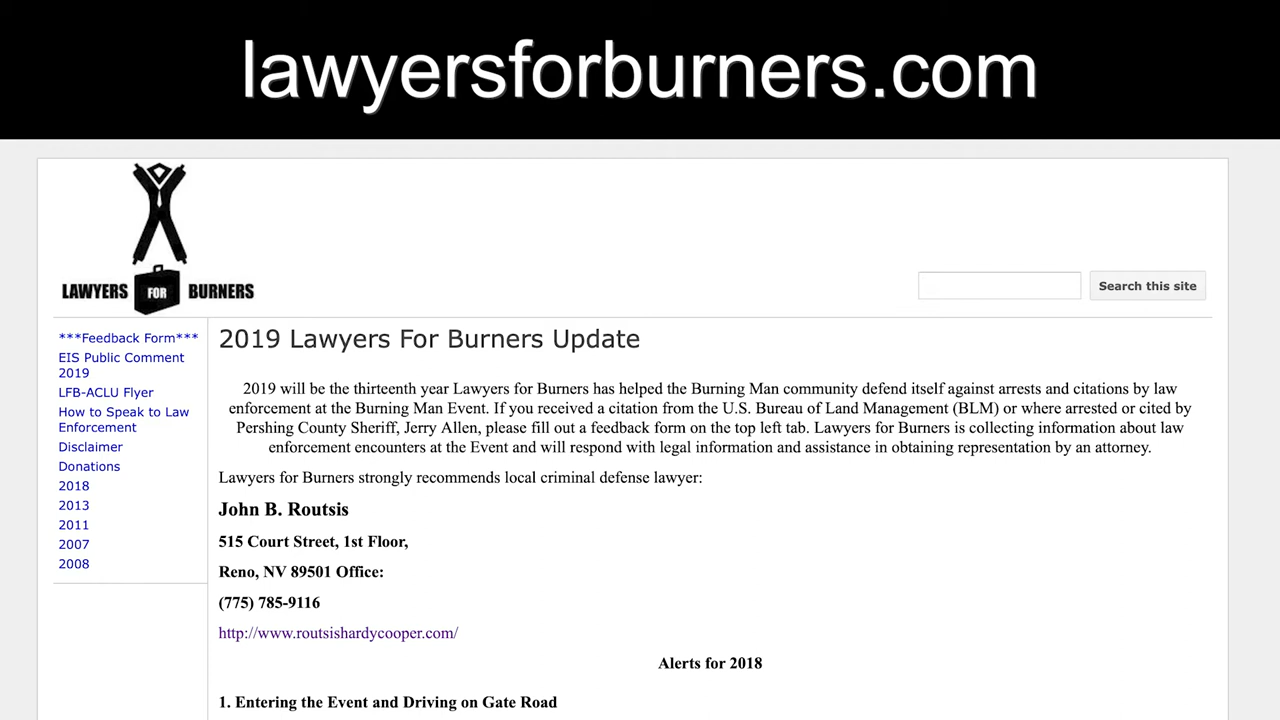 lawyersforburners.com
LAWYERS FOR BURNERS
Search this site
***Feedback Form***
EIS Public Comment
2019
LFB-ACLU Flyer
How to Speak to Law
Enforcement
Disclaimer
Donations
2018
2013
2011
2007
2008
2019 Lawyers For Burners Update
2019 will be the thirteenth year Lawyers for Burners has helped the Burning Man community defend itself against arrests and citations by law
enforcement at the Burning Man Event. If you received a citation from the U.S. Bureau of Land Management (BLM) or where arrested or cited by
Pershing County Sheriff, Jerry Allen, please fill out a feedback form on the top left tab. Lawyers for Burners is collecting information about law
enforcement encounters at the Event and will respond with legal information and assistance in obtaining representation by an attorney.
Lawyers for Burners strongly recommends local criminal defense lawyer:
John B. Routsis
515 Court Street, 1st Floor,
Reno, NV 89501 Office:
(775) 785-9116
http://www.routsishardycooper.com/
Alerts for 2018
1. Entering the Event and Driving on Gate Road